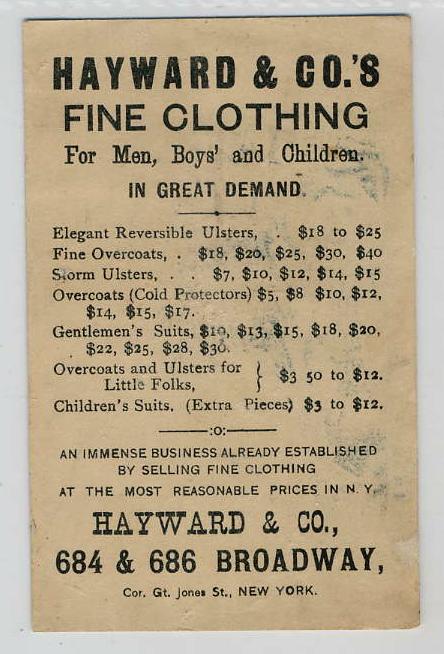 HAYWARD & CO.'S
FINE CLOTHING
For Men, Boys' and Children.
IN GREAT DEMAND.
Elegant Reversible Ulsters, . $18 to $25
Fine Overcoats, . $18, $20, $25, $30, $40
Storm Ulsters, . . $7, $10, $12, $14, $15
Overcoats (Cold Protectors) $5, $8 $10, $12,
$14, $15, $17.
Gentlemen's Suits, $10, $13, $15, $18, $20,
$22, $25, $28, $30.
Overcoats and Ulsters for
Little Folks, } $3 50 to $12.
Children's Suits, (Extra Pieces) $3 to $12.
:o:
AN IMMENSE BUSINESS ALREADY ESTABLISHED
BY SELLING FINE CLOTHING
AT THE MOST REASONABLE PRICES IN N.Y.
HAYWARD & CO.,
684 & 686 BROADWAY,
Cor. Gt. Jones St., NEW YORK.